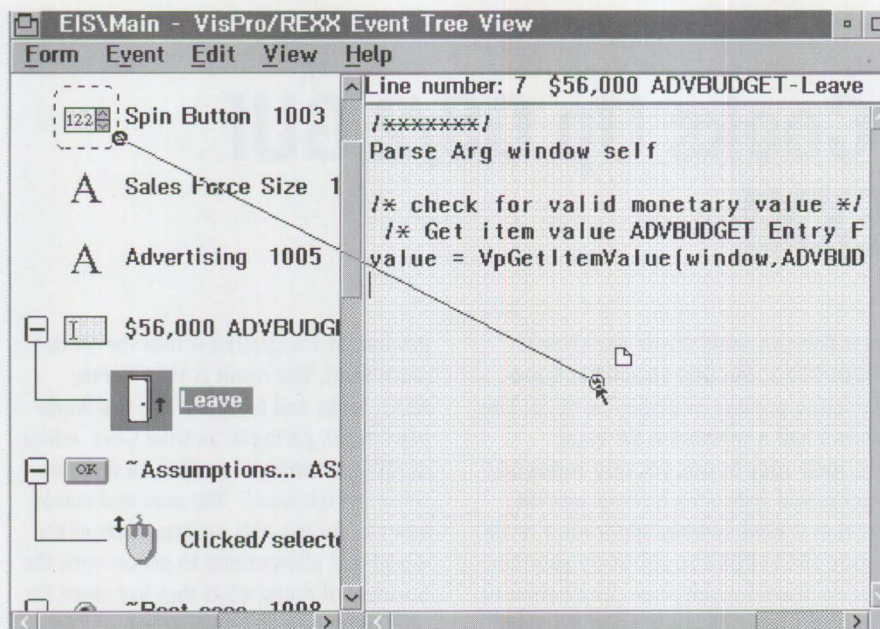 EIS\Main - VisPro/REXX Event Tree View
Form Event Edit View Help
122 Spin Button 1003
A Sales Force Size 1
A Advertising 1005
$56,000 ADVBUDG
Leave
OK ~Assumptions... AS
Clicked/select
1008
Line number: 7 $56,000 ADVBUDGET-Leave
/*******/
Parse Arg window self
/* check for valid monetary value */
/* Get item value ADVBUDGET Entry F
value = VpGetItemValue(window,ADVBUD